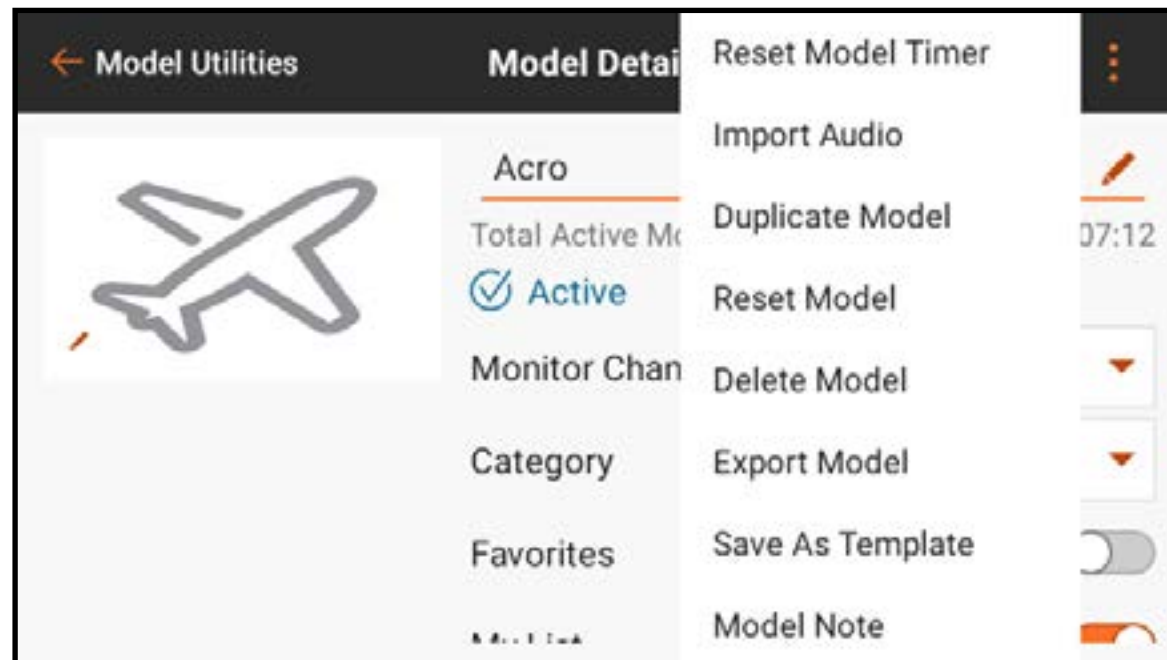 Model Utilities
Model Detai
Acro
Total Active Mo
07:12
Active
Monitor Chan
Category
Favorites
Reset Model Timer
Import Audio
Duplicate Model
Reset Model
Delete Model
Export Model
Save As Template
Model Note